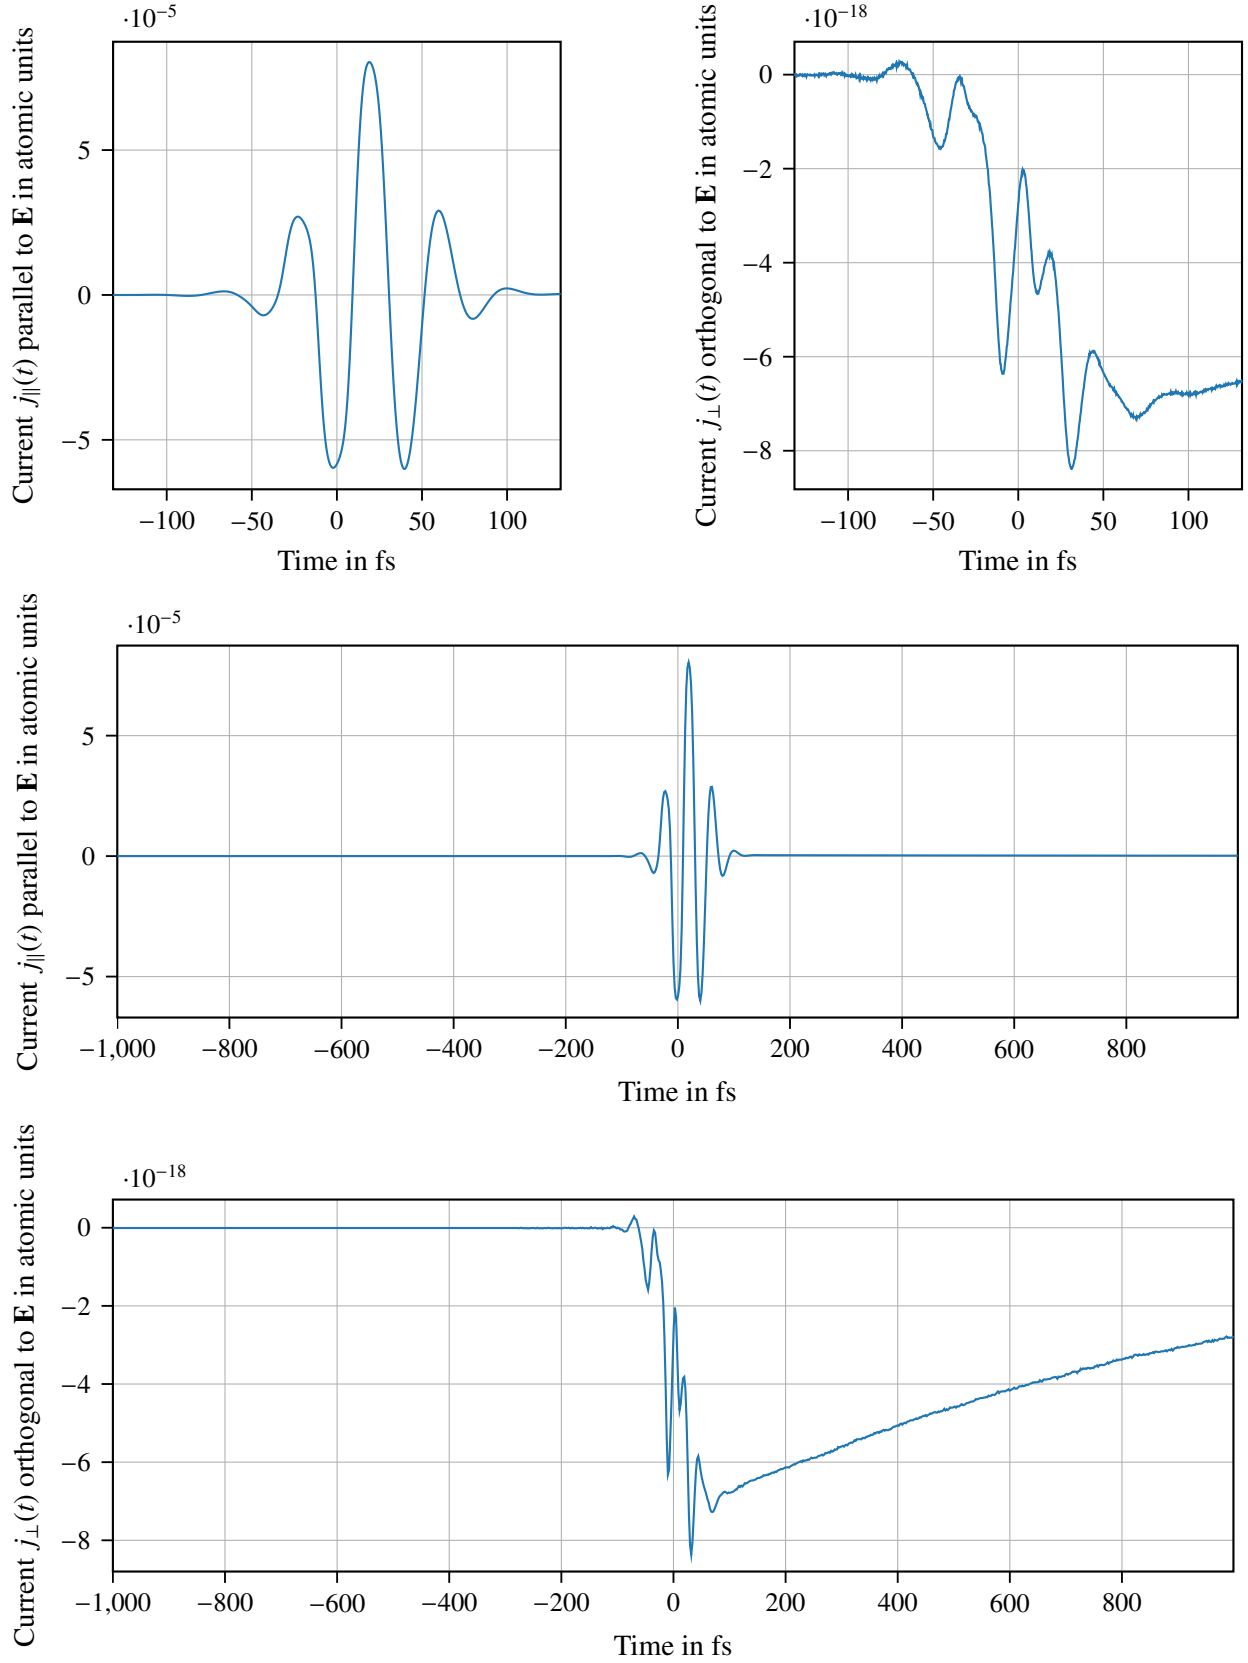 ·10−5
Current j∥(t) parallel to E in atomic units
5
0
−5
−100 −50 0 50 100
Time in fs
·10−18
Current j⊥(t) orthogonal to E in atomic units
0
−2
−4
−6
−8
−100 −50 0 50 100
Time in fs
·10−5
Current j∥(t) parallel to E in atomic units
5
0
−5
−1,000 −800 −600 −400 −200 0 200 400 600 800
Time in fs
·10−18
Current j⊥(t) orthogonal to E in atomic units
0
−2
−4
−6
−8
−1,000 −800 −600 −400 −200 0 200 400 600 800
Time in fs